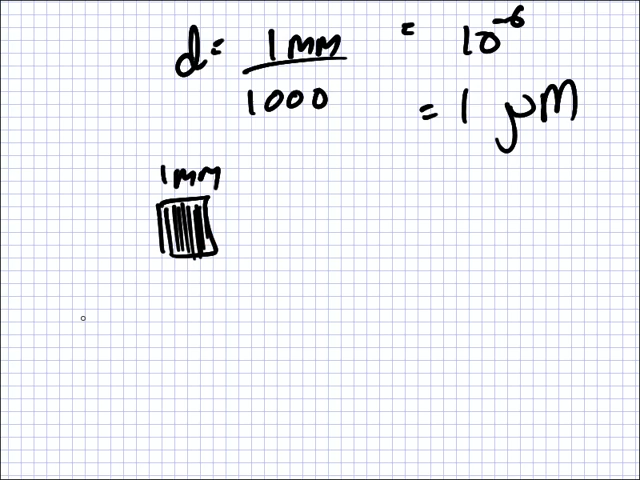 d = 1mm / 1000 = 10⁻⁶
= 1 μm
1mm